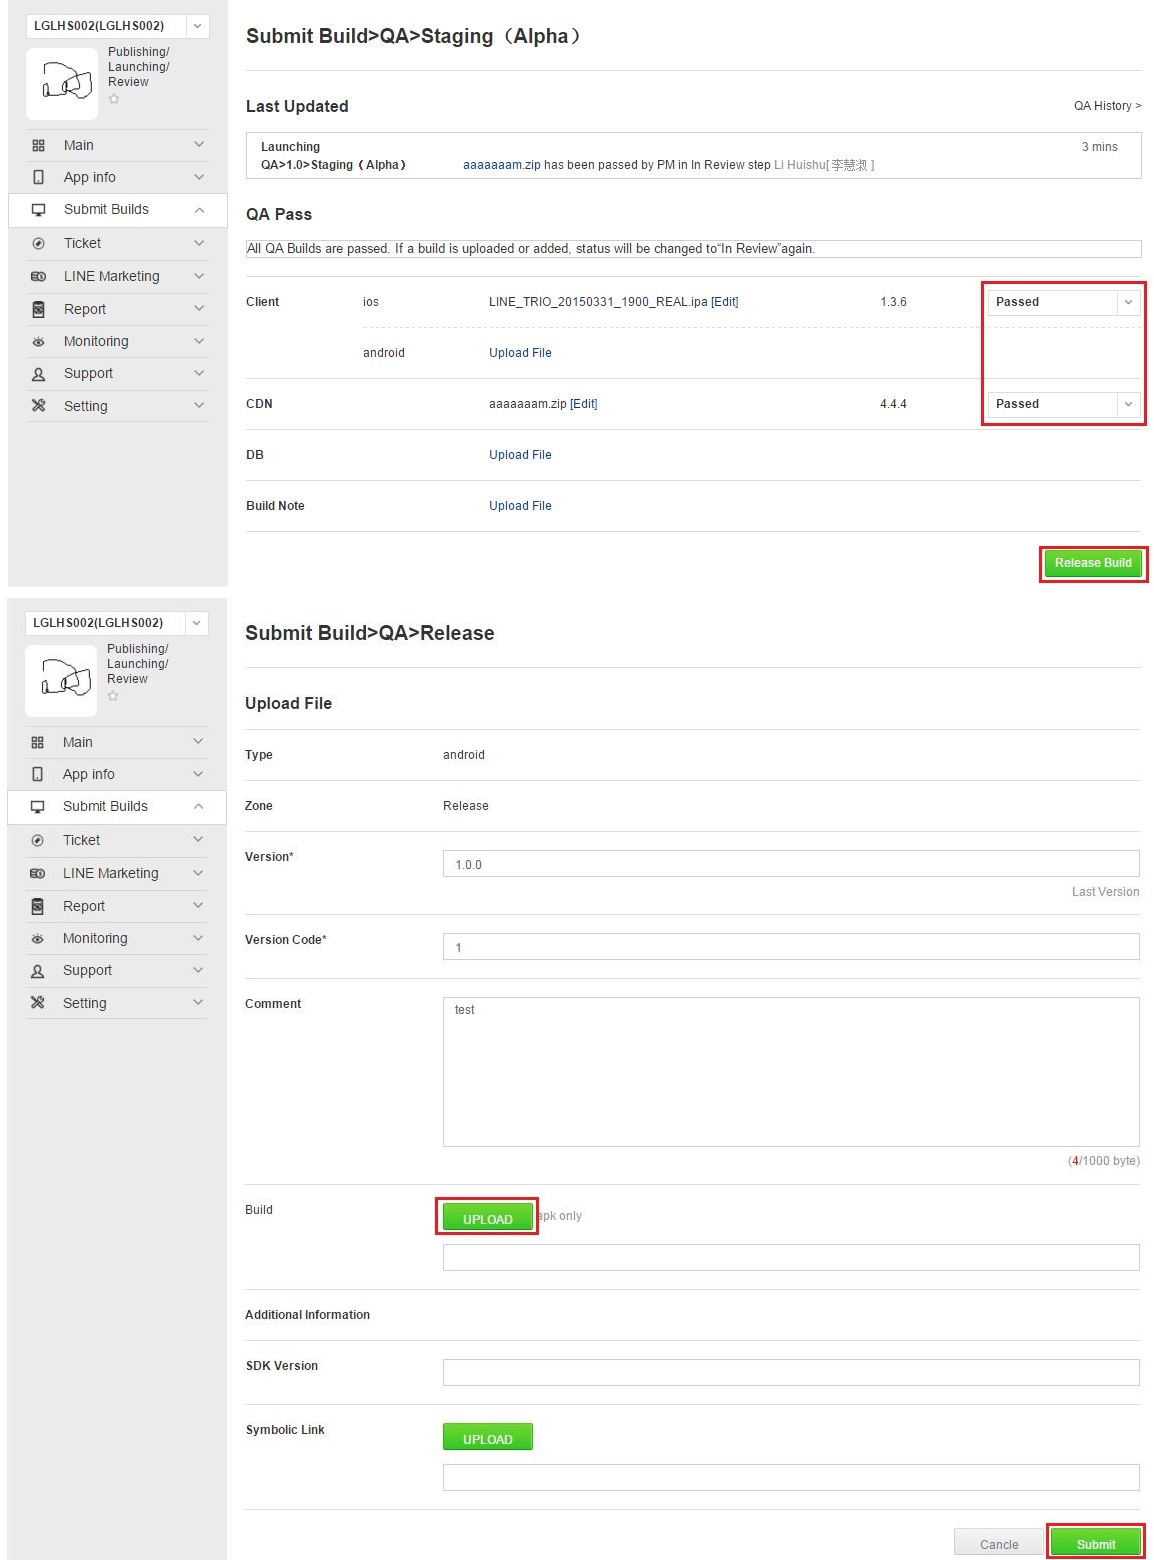 LGLHS002(LGLHS002)
Publishing/
Launching/
Review
Main
App info
Submit Builds
Ticket
LINE Marketing
Report
Monitoring
Support
Setting
Submit Build>QA>Staging（Alpha）
Last Updated
QA History >
Launching
3 mins
QA>1.0>Staging（Alpha） aaaaaaam.zip has been passed by PM in In Review step Li Huishu[ 李慧淑 ]
QA Pass
All QA Builds are passed. If a build is uploaded or added, status will be changed to“In Review”again.
Client ios LINE_TRIO_20150331_1900_REAL.ipa [Edit] 1.3.6 Passed
android Upload File
CDN aaaaaaam.zip [Edit] 4.4.4 Passed
DB Upload File
Build Note Upload File
Release Build
LGLHS002(LGLHS002)
Publishing/
Launching/
Review
Main
App info
Submit Builds
Ticket
LINE Marketing
Report
Monitoring
Support
Setting
Submit Build>QA>Release
Upload File
Type android
Zone Release
Version* 1.0.0
Last Version
Version Code* 1
Comment test
(4/1000 byte)
Build UPLOAD apk only
Additional Information
SDK Version
Symbolic Link UPLOAD
Cancle Submit